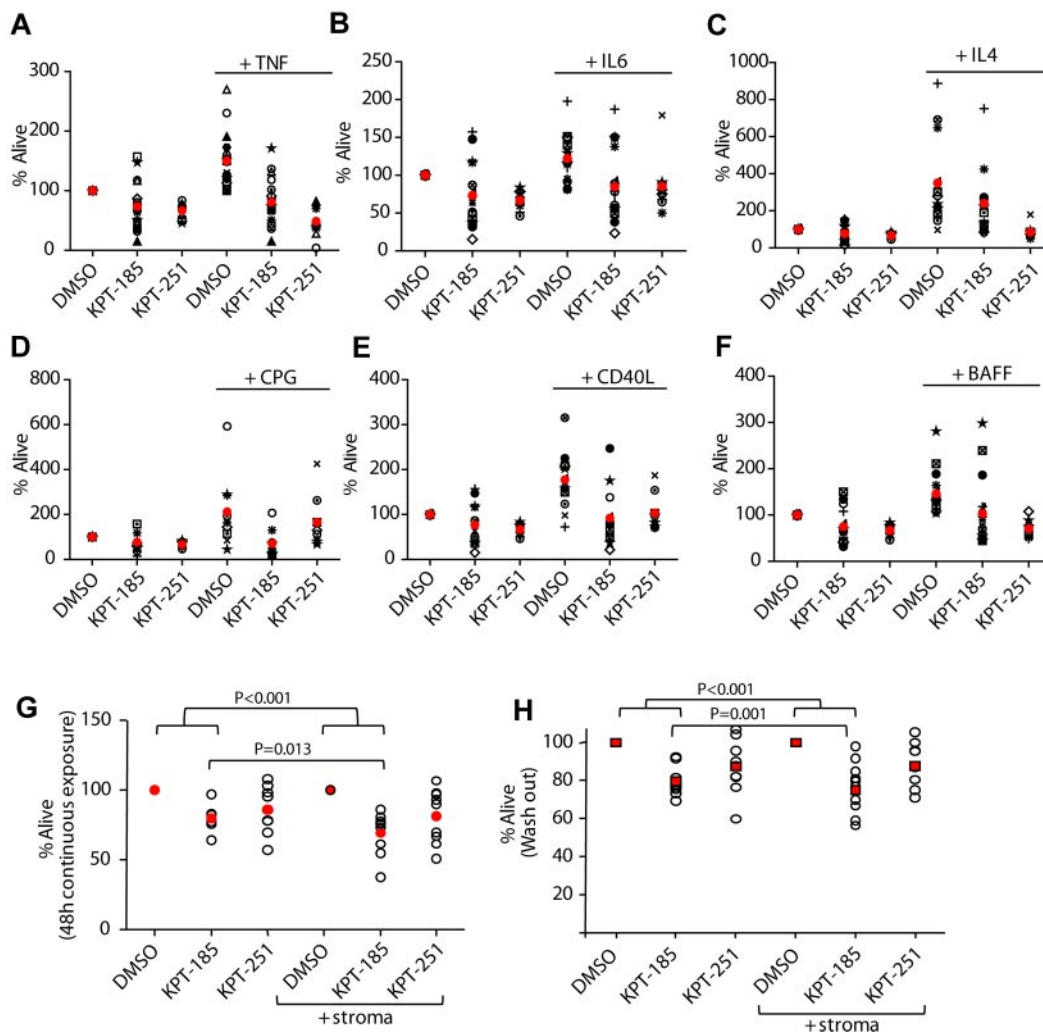 A
+ TNF
% Alive
300
200
100
0
DMSO
KPT-185
KPT-251
DMSO
KPT-185
KPT-251
B
+ IL6
% Alive
250
200
150
100
50
0
DMSO
KPT-185
KPT-251
DMSO
KPT-185
KPT-251
C
+ IL4
% Alive
1000
800
600
400
200
0
DMSO
KPT-185
KPT-251
DMSO
KPT-185
KPT-251
D
+ CPG
% Alive
800
600
400
200
0
DMSO
KPT-185
KPT-251
DMSO
KPT-185
KPT-251
E
+ CD40L
% Alive
400
300
200
100
0
DMSO
KPT-185
KPT-251
DMSO
KPT-185
KPT-251
F
+ BAFF
% Alive
400
300
200
100
0
DMSO
KPT-185
KPT-251
DMSO
KPT-185
KPT-251
G
P<0.001
P=0.013
% Alive
(48h continuous exposure)
150
100
50
0
DMSO
KPT-185
KPT-251
DMSO
KPT-185
KPT-251
+stroma
H
P<0.001
P=0.001
%Alive
(Wash out)
100
80
60
40
20
DMSO
KPT-185
KPT-251
DMSO
KPT-185
KPT-251
+stroma